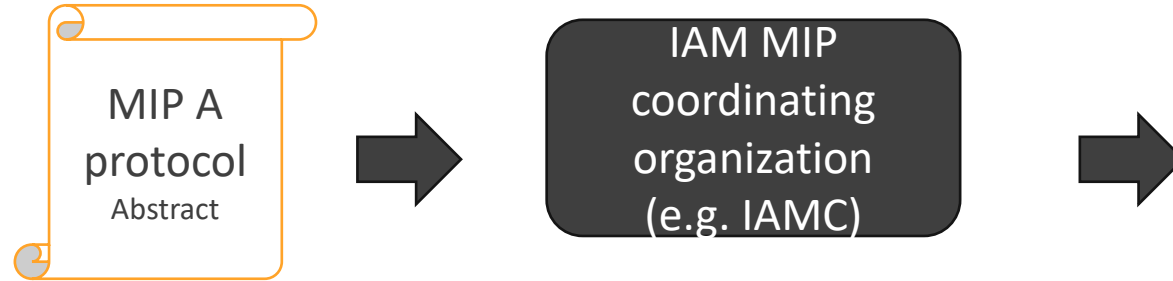 MIP A
protocol
Abstract
IAM MIP
coordinating
organization
(e.g. IAMC)